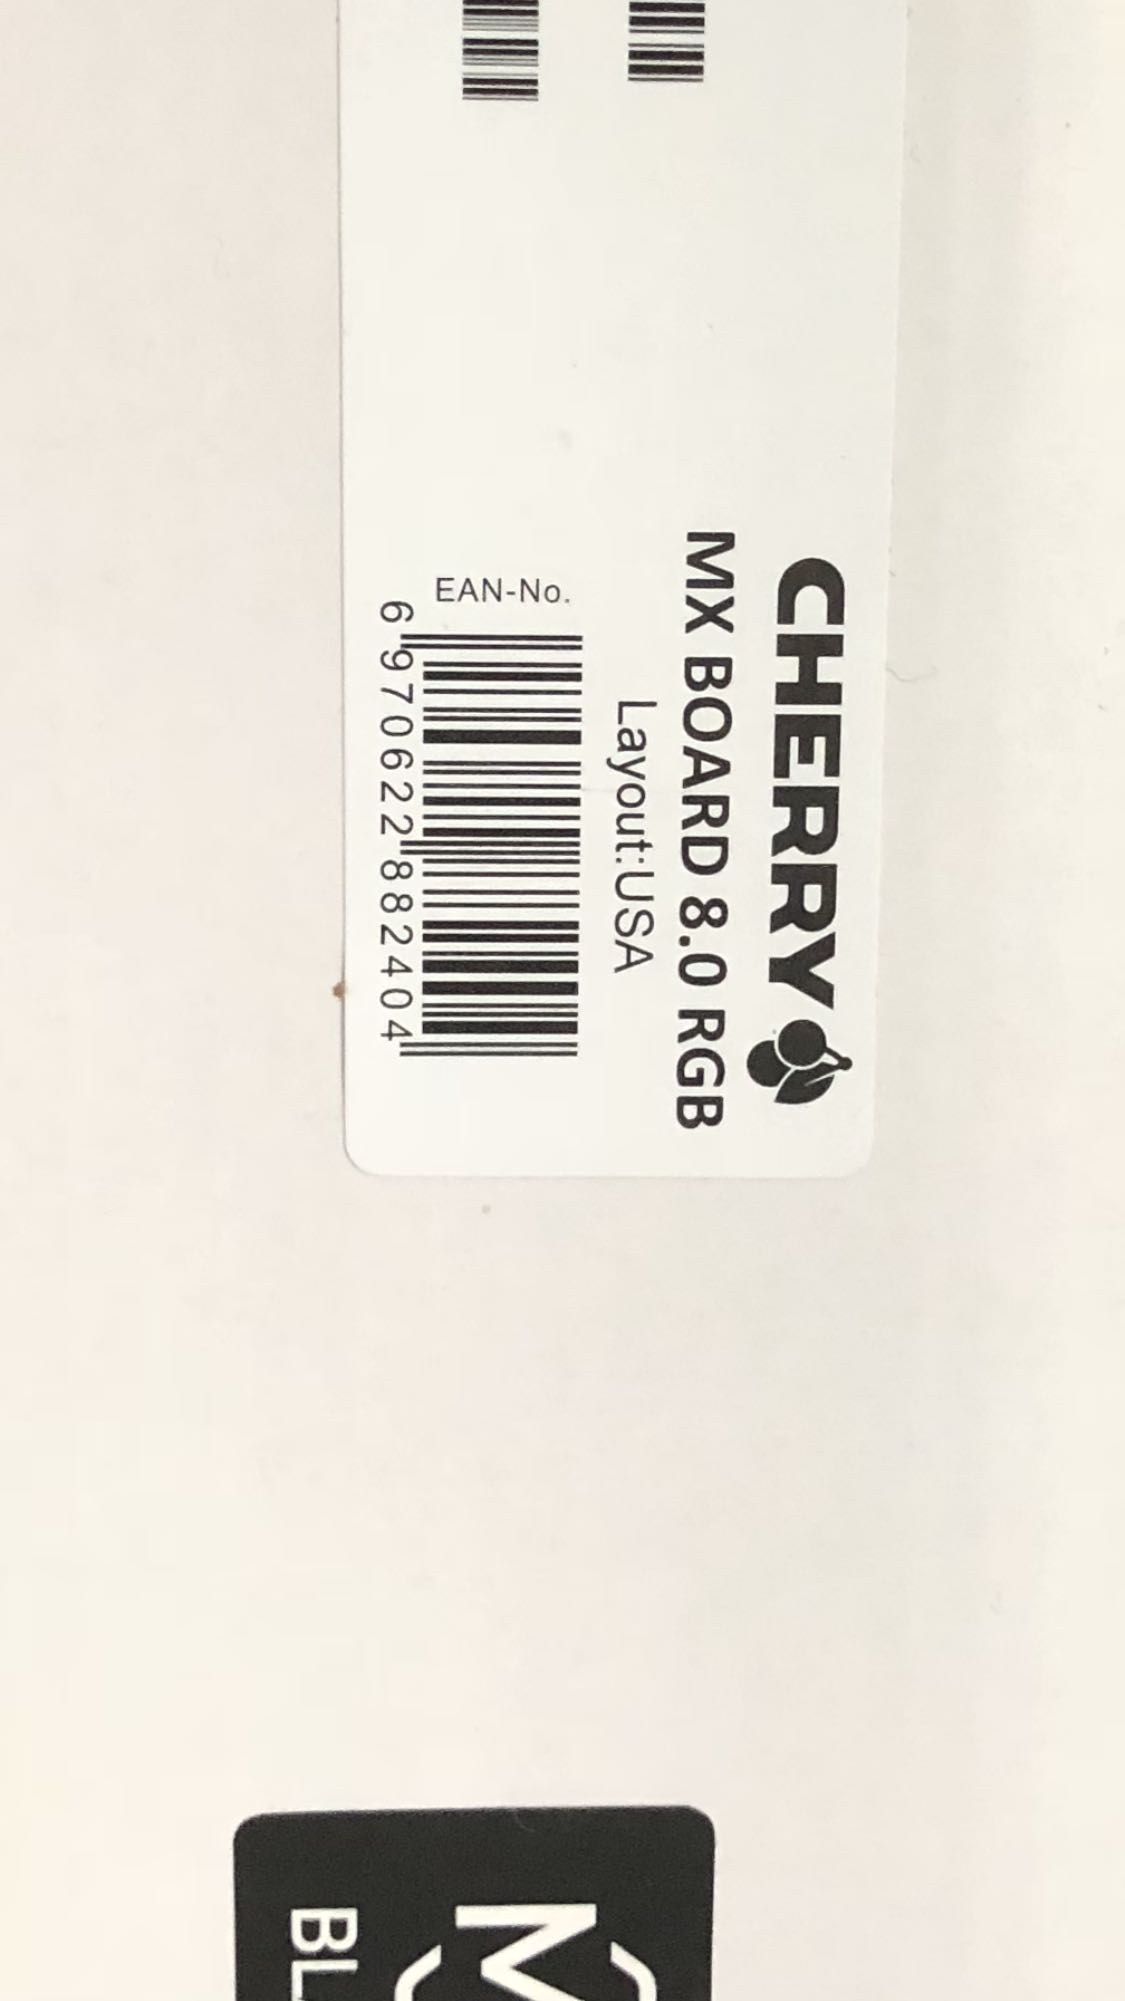 CHERRY
MX BOARD 8.0 RGB
Layout:USA
EAN-No.
6 970622 882404